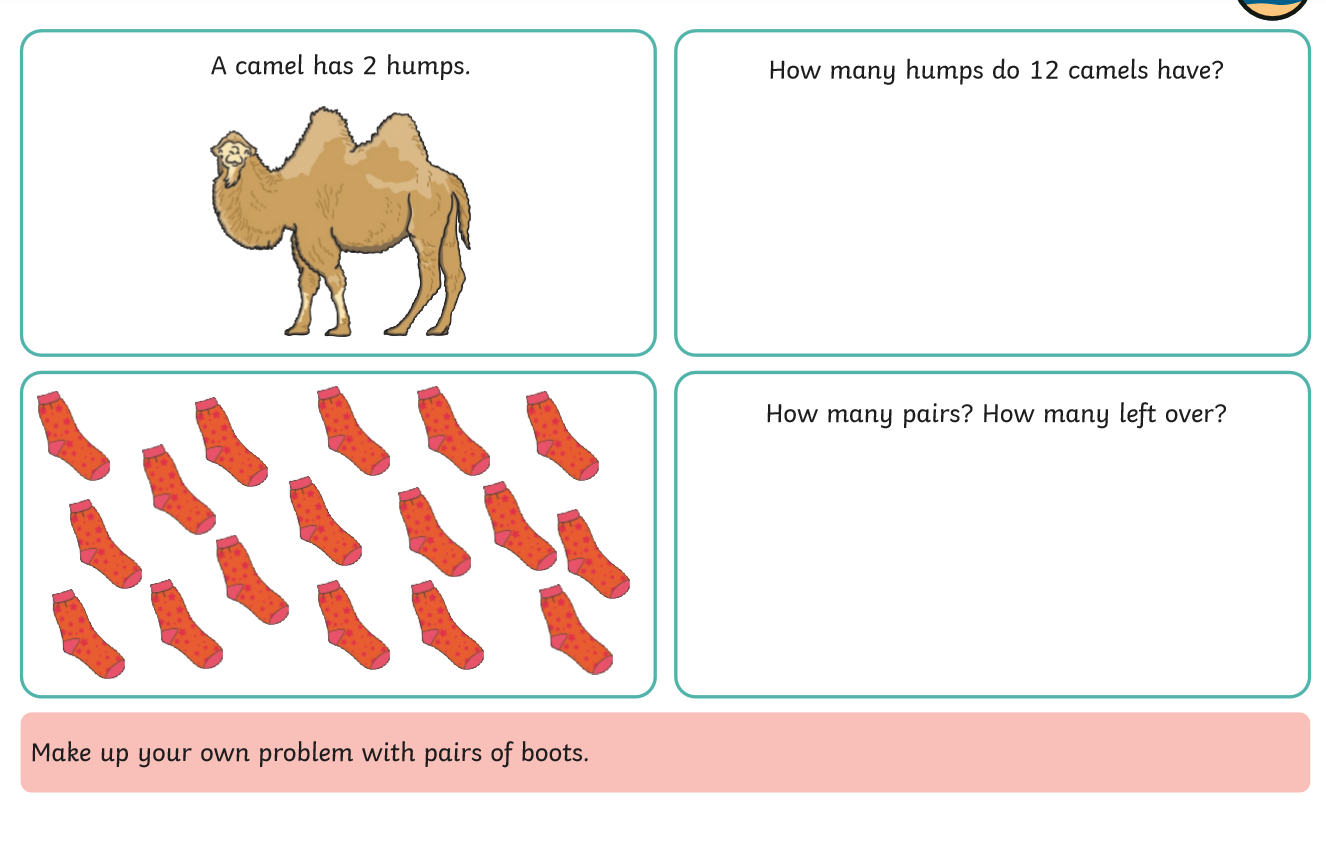 A camel has 2 humps.
How many humps do 12 camels have?
How many pairs? How many left over?
Make up your own problem with pairs of boots.